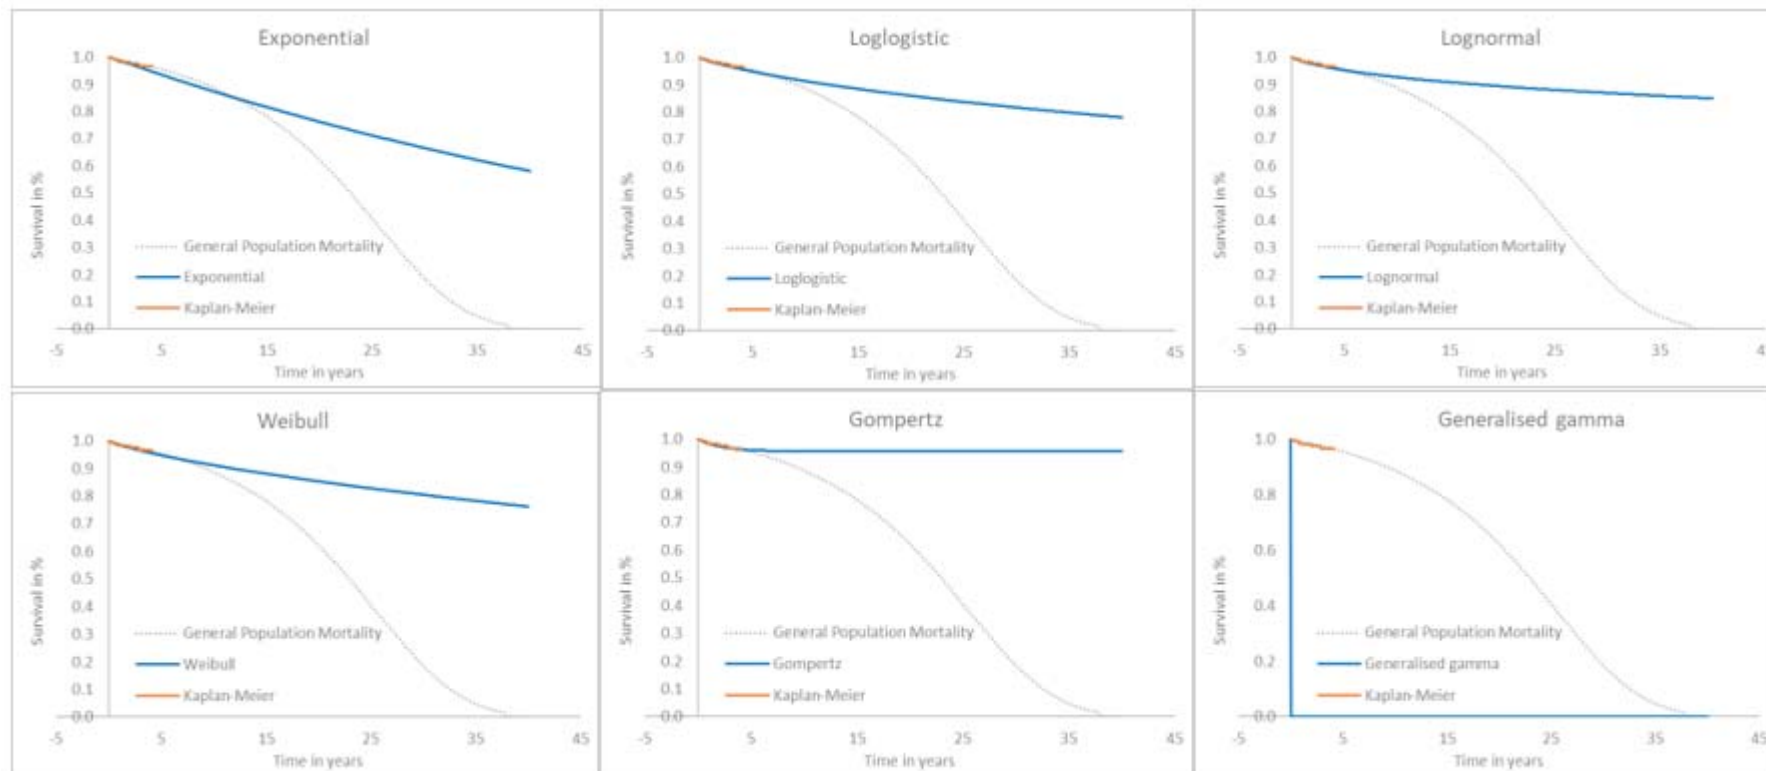 Exponential
1.0
0.9
0.8
0.7
0.6
0.5
0.4
0.3
0.2
0.1
0.0
Survival in %
General Population Mortality
Exponential
Kaplan-Meier
-5 5 15 25 35 45
Time in years
Loglogistic
1.0
0.9
0.8
0.7
0.6
0.5
0.4
0.3
0.2
0.1
0.0
Survival in %
General Population Mortality
Loglogistic
Kaplan-Meier
-5 5 15 25 35 45
Time in years
Lognormal
1.0
0.9
0.8
0.7
0.6
0.5
0.4
0.3
0.2
0.1
0.0
Survival in %
General Population Mortality
Lognormal
Kaplan-Meier
-5 5 15 25 35 45
Time in years
Weibull
1.0
0.9
0.8
0.7
0.6
0.5
0.4
0.3
0.2
0.1
0.0
Survival in %
General Population Mortality
Weibull
Kaplan-Meier
-5 5 15 25 35 45
Time in years
Gompertz
1.0
0.9
0.8
0.7
0.6
0.5
0.4
0.3
0.2
0.1
0.0
Survival in %
General Population Mortality
Gompertz
Kaplan-Meier
-5 5 15 25 35 45
Time in years
Generalised gamma
1.0
0.8
0.6
0.4
0.2
0.0
Survival in %
General Population Mortality
Generalised gamma
Kaplan-Meier
-5 5 15 25 35 45
Time in years